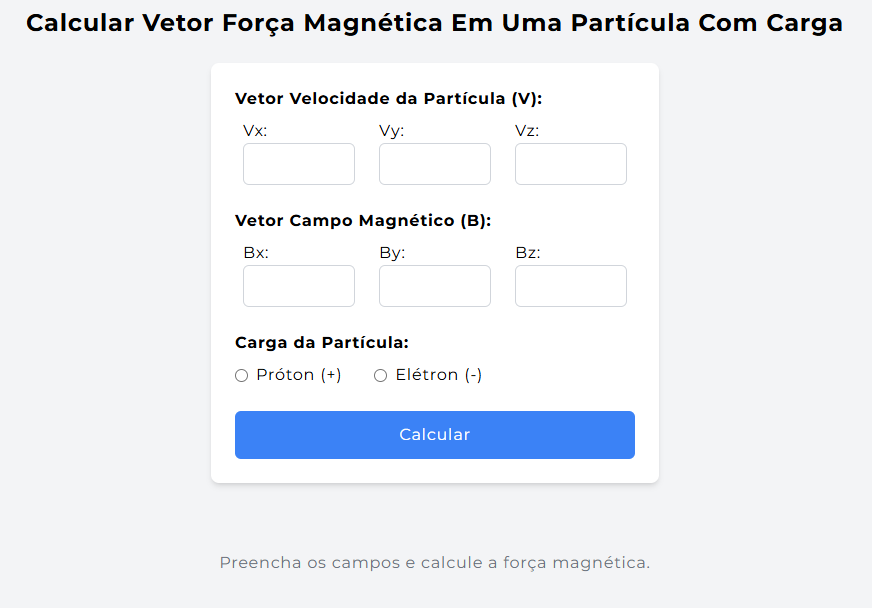 Calcular Vetor Força Magnética Em Uma Partícula Com Carga
Vetor Velocidade da Partícula (V):
Vx: Vy: Vz:
Vetor Campo Magnético (B):
Bx: By: Bz:
Carga da Partícula:
Próton (+) Elétron (-)
Calcular
Preencha os campos e calcule a força magnética.